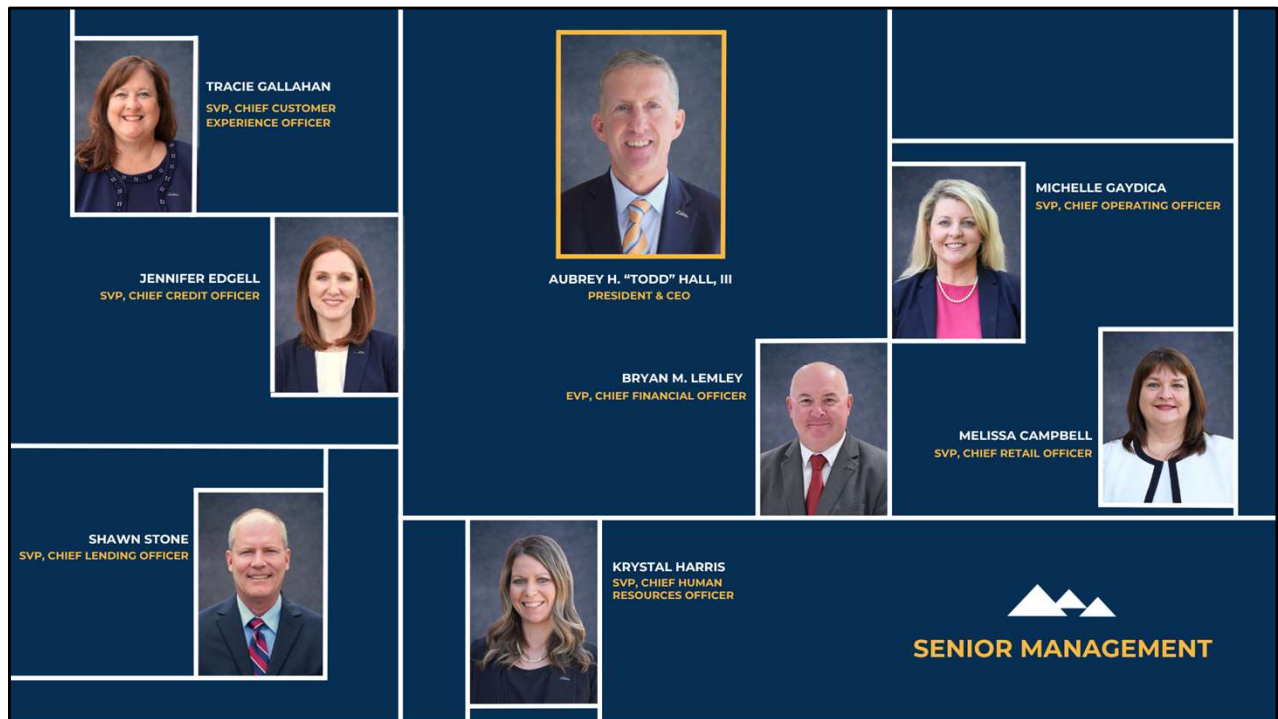 TRACIE GALLAHAN
SVP, CHIEF CUSTOMER
EXPERIENCE OFFICER
JENNIFER EDGELL
SVP, CHIEF CREDIT OFFICER
AUBREY H. “TODD” HALL, III
PRESIDENT & CEO
MICHELLE GAYDICA
SVP, CHIEF OPERATING OFFICER
BRYAN M. LEMLEY
EVP, CHIEF FINANCIAL OFFICER
MELISSA CAMPBELL
SVP, CHIEF RETAIL OFFICER
SHAWN STONE
SVP, CHIEF LENDING OFFICER
KRYSTAL HARRIS
SVP, CHIEF HUMAN
RESOURCES OFFICER
SENIOR MANAGEMENT